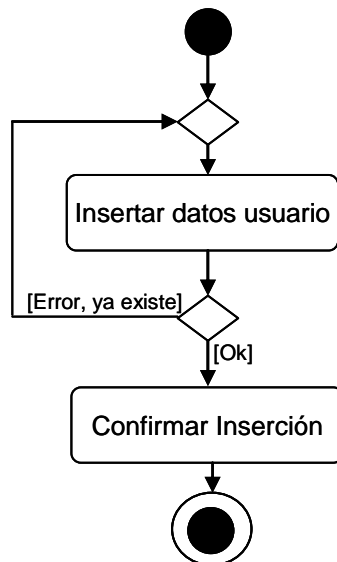 Insertar datos usuario
[Error, ya existe]
[Ok]
Confirmar Inserción